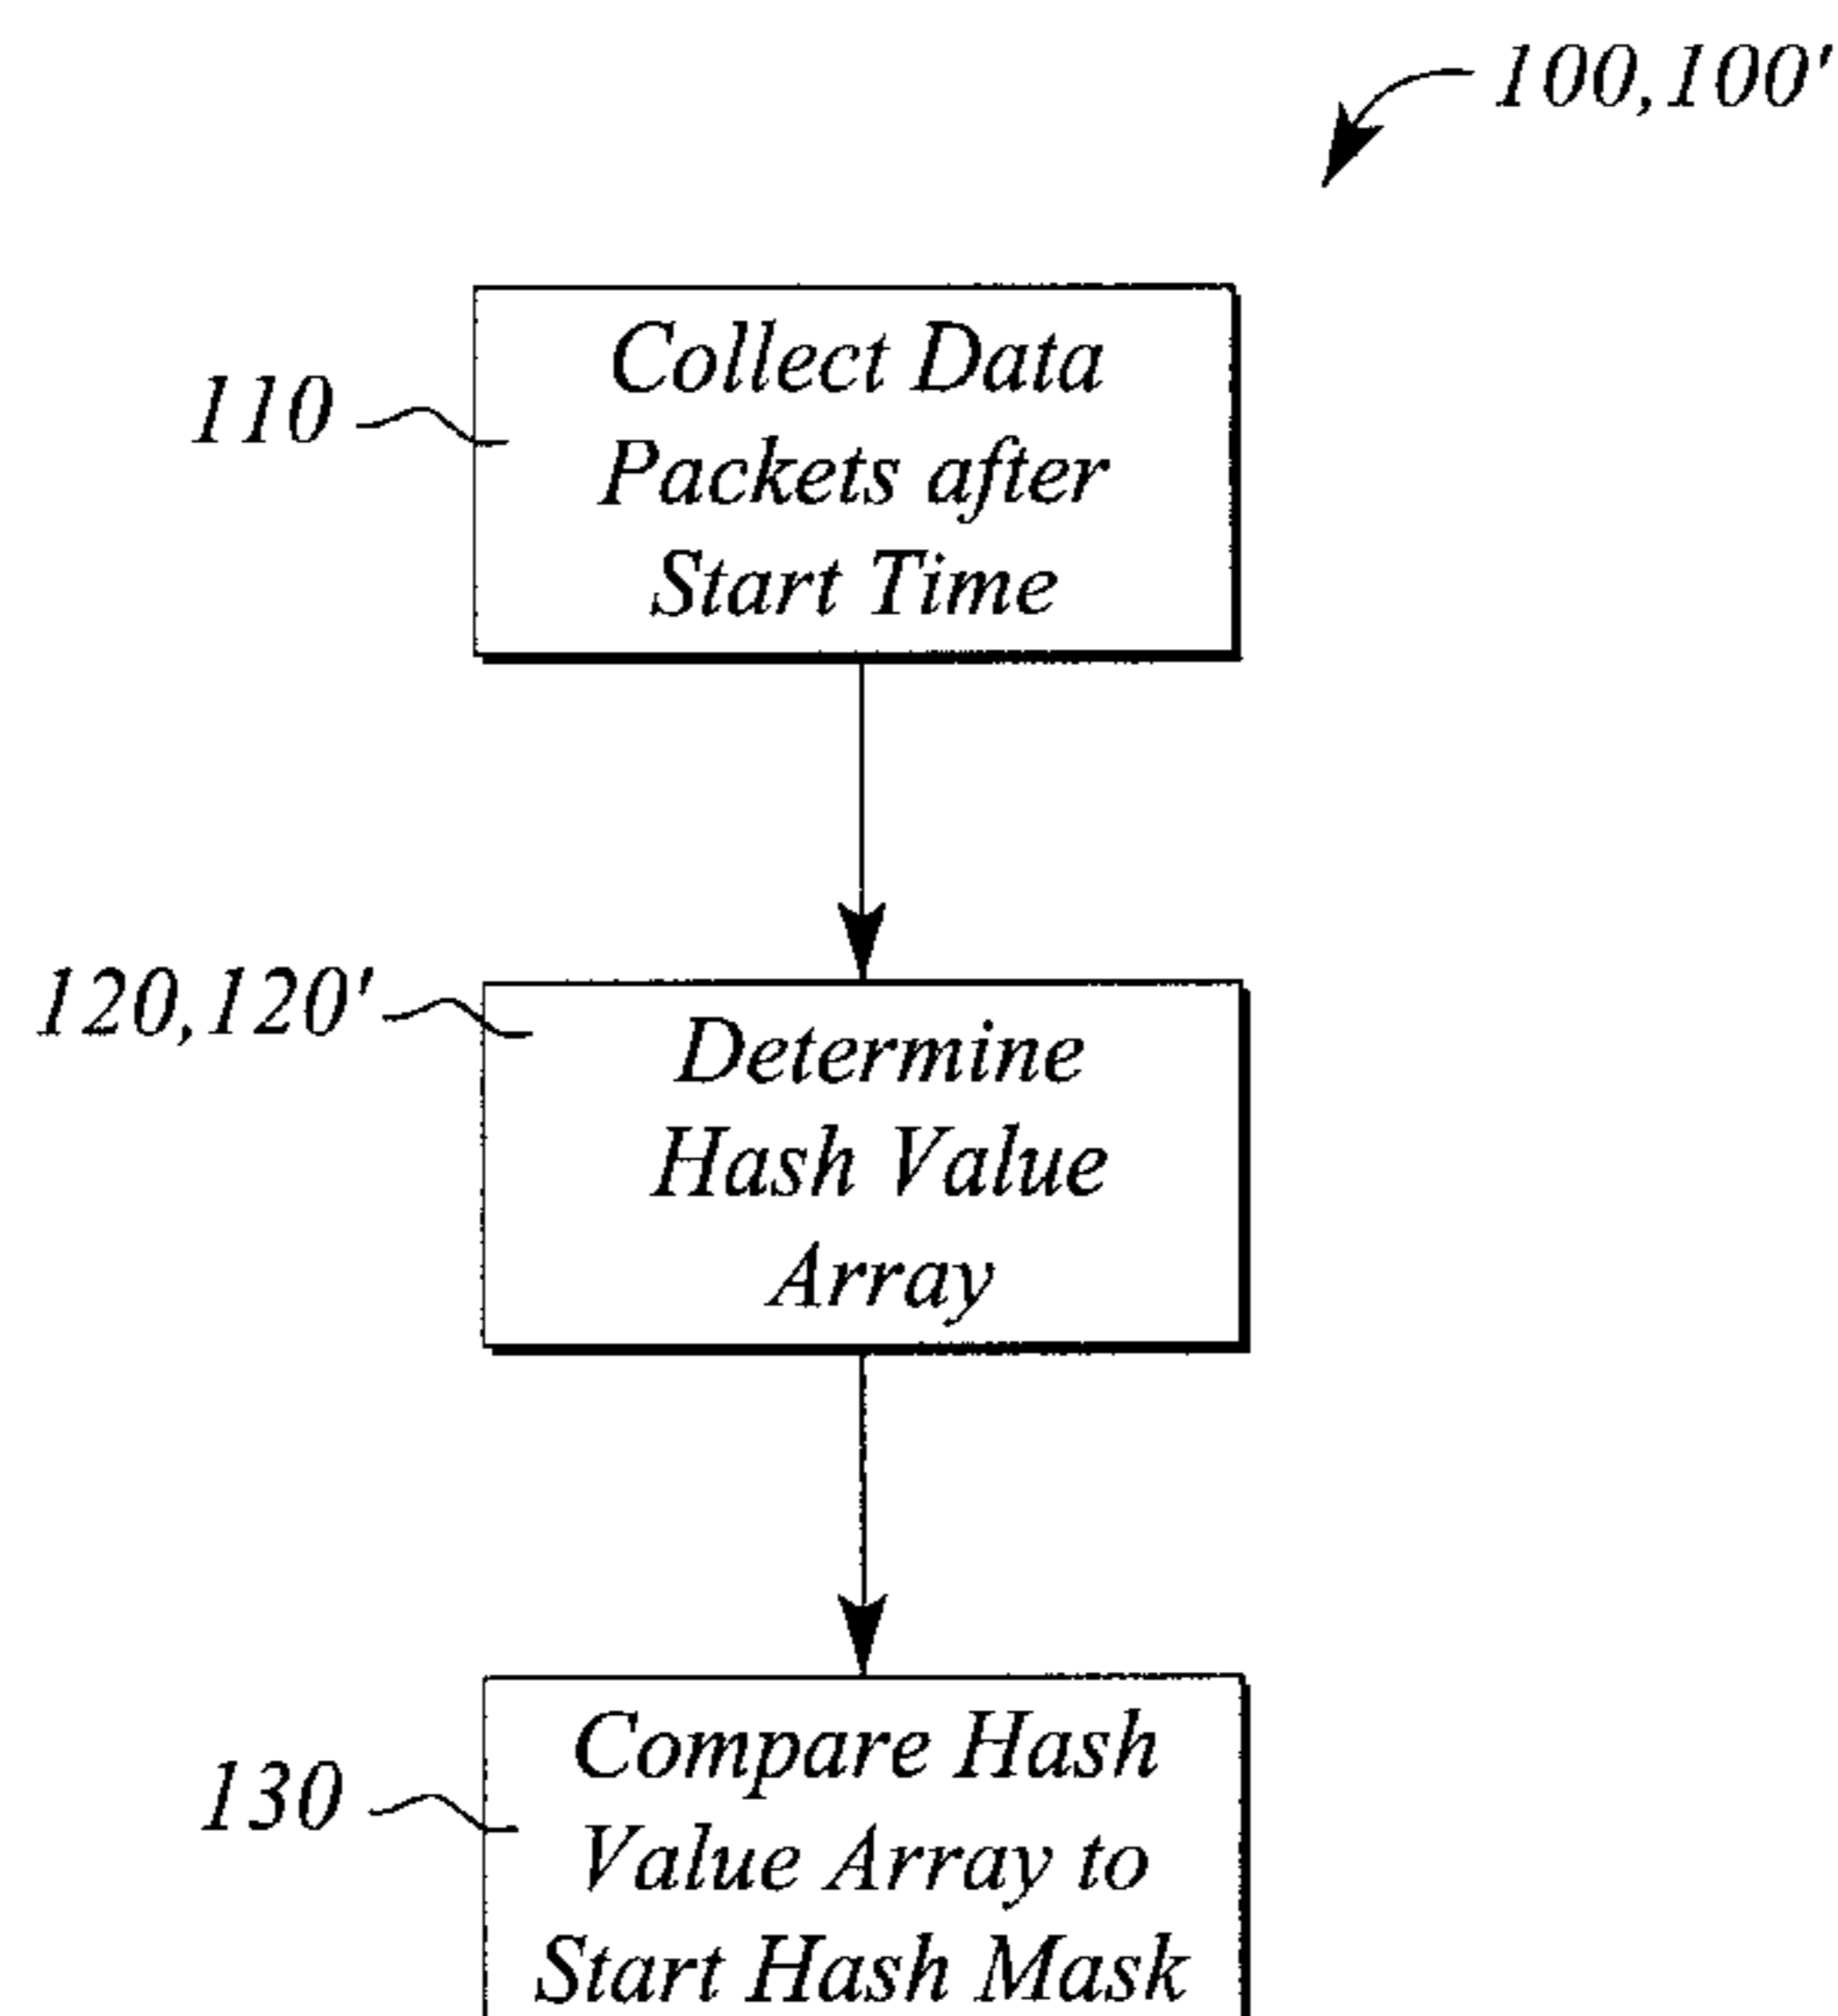 100,100'
Collect Data
110
Packets after
Start Time
120,120'
Determine
Hash Value
Array
Compare Hash
130
Value Array to
Start Hash Mask